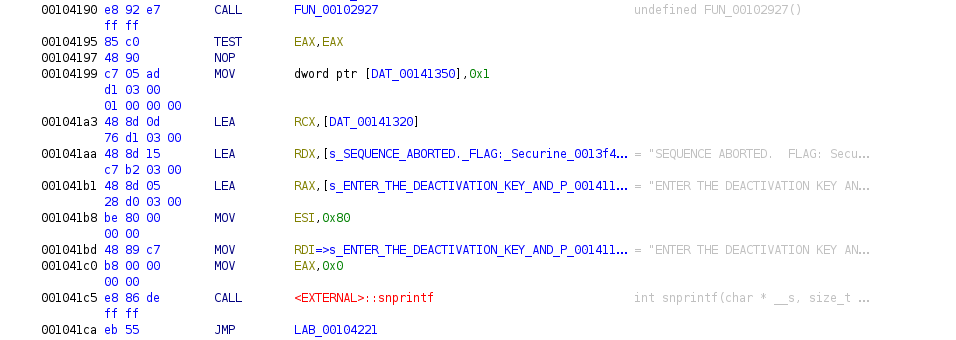 00104190 e8 92 e7 CALL FUN_00102927 undefined FUN_00102927()
ff ff
00104195 85 c0 TEST EAX,EAX
00104197 48 90 NOP
00104199 c7 05 ad MOV dword ptr [DAT_00141350],0x1
d1 03 00
01 00 00 00
001041a3 48 8d 0d LEA RCX,[DAT_00141320]
76 d1 03 00
001041aa 48 8d 15 LEA RDX,[s_SEQUENCE_ABORTED._FLAG:_Securine_0013f4... = "SEQUENCE ABORTED.  FLAG: Secu...
c7 b2 03 00
001041b1 48 8d 05 LEA RAX,[s_ENTER_THE_DEACTIVATION_KEY_AND_P_001411... = "ENTER THE DEACTIVATION KEY AN...
28 d0 03 00
001041b8 be 80 00 MOV ESI,0x80
00 00
001041bd 48 89 c7 MOV RDI=>s_ENTER_THE_DEACTIVATION_KEY_AND_P_001411... = "ENTER THE DEACTIVATION KEY AN...
001041c0 b8 00 00 MOV EAX,0x0
00 00
001041c5 e8 86 de CALL <EXTERNAL>::snprintf int snprintf(char * __s, size_t ...
ff ff
001041ca eb 55 JMP LAB_00104221